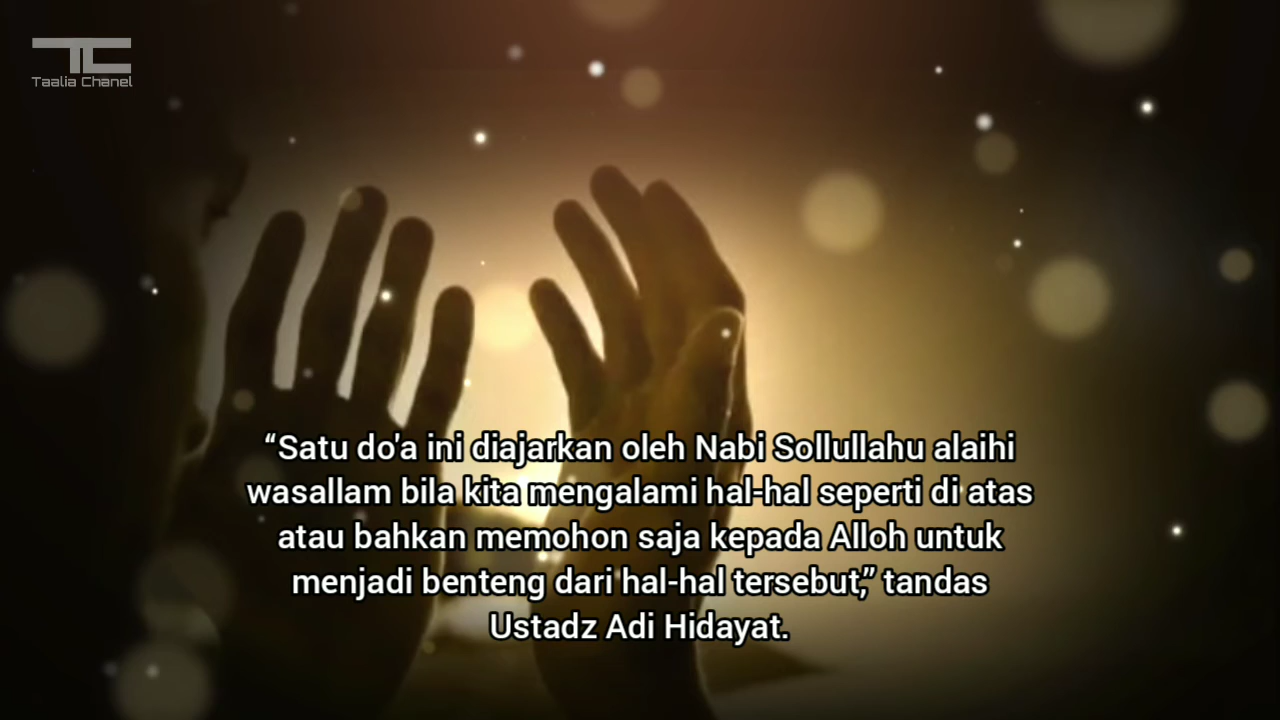 TC
Taalia Chanel
“Satu do'a ini diajarkan oleh Nabi Sollullahu alaihi
wasallam bila kita mengalami hal-hal seperti di atas
atau bahkan memohon saja kepada Alloh untuk
menjadi benteng dari hal-hal tersebut,” tandas
Ustadz Adi Hidayat.